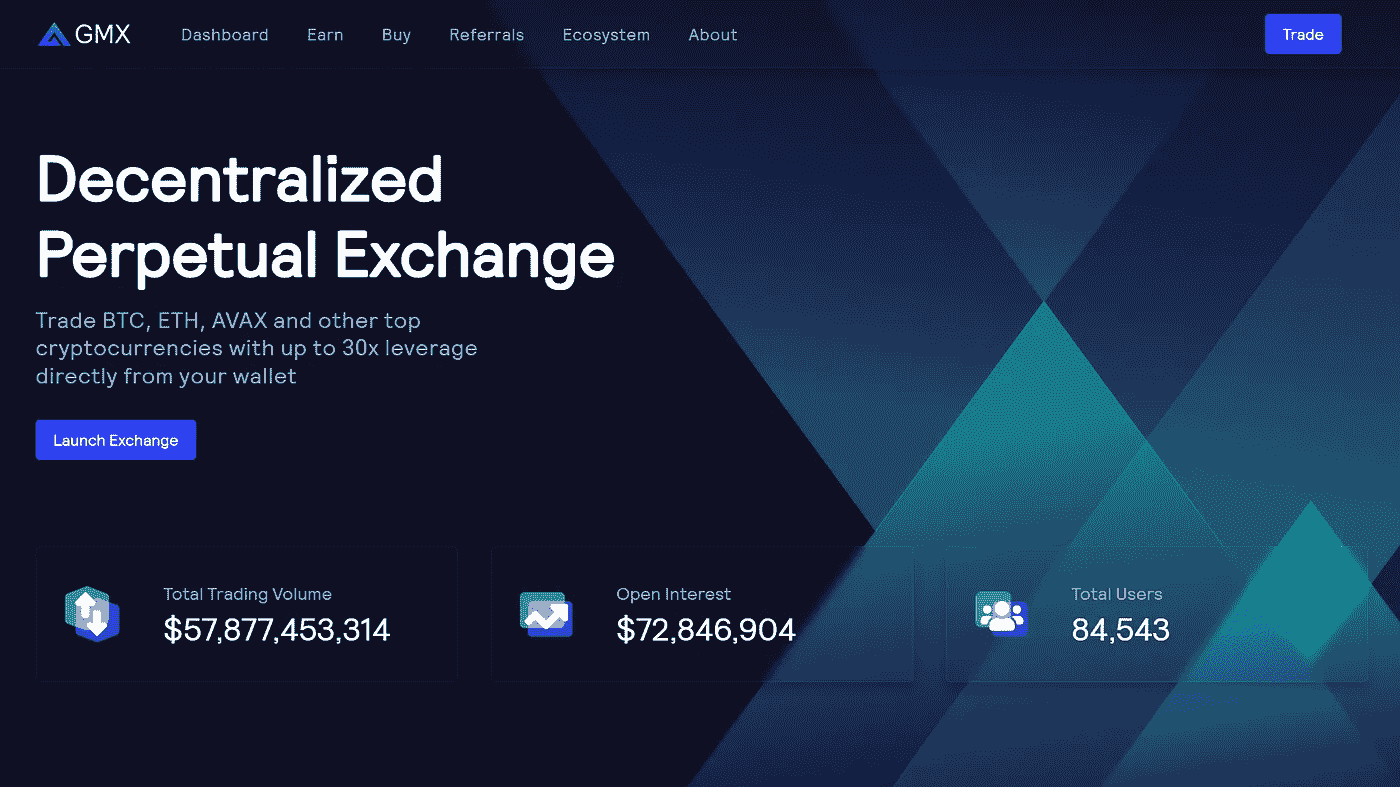 GMX Dashboard Earn Buy Referrals Ecosystem About Trade
Decentralized
Perpetual Exchange
Trade BTC, ETH, AVAX and other top
cryptocurrencies with up to 30x leverage
directly from your wallet
Launch Exchange
Total Trading Volume
$57,877,453,314
Open Interest
$72,846,904
Total Users
84,543